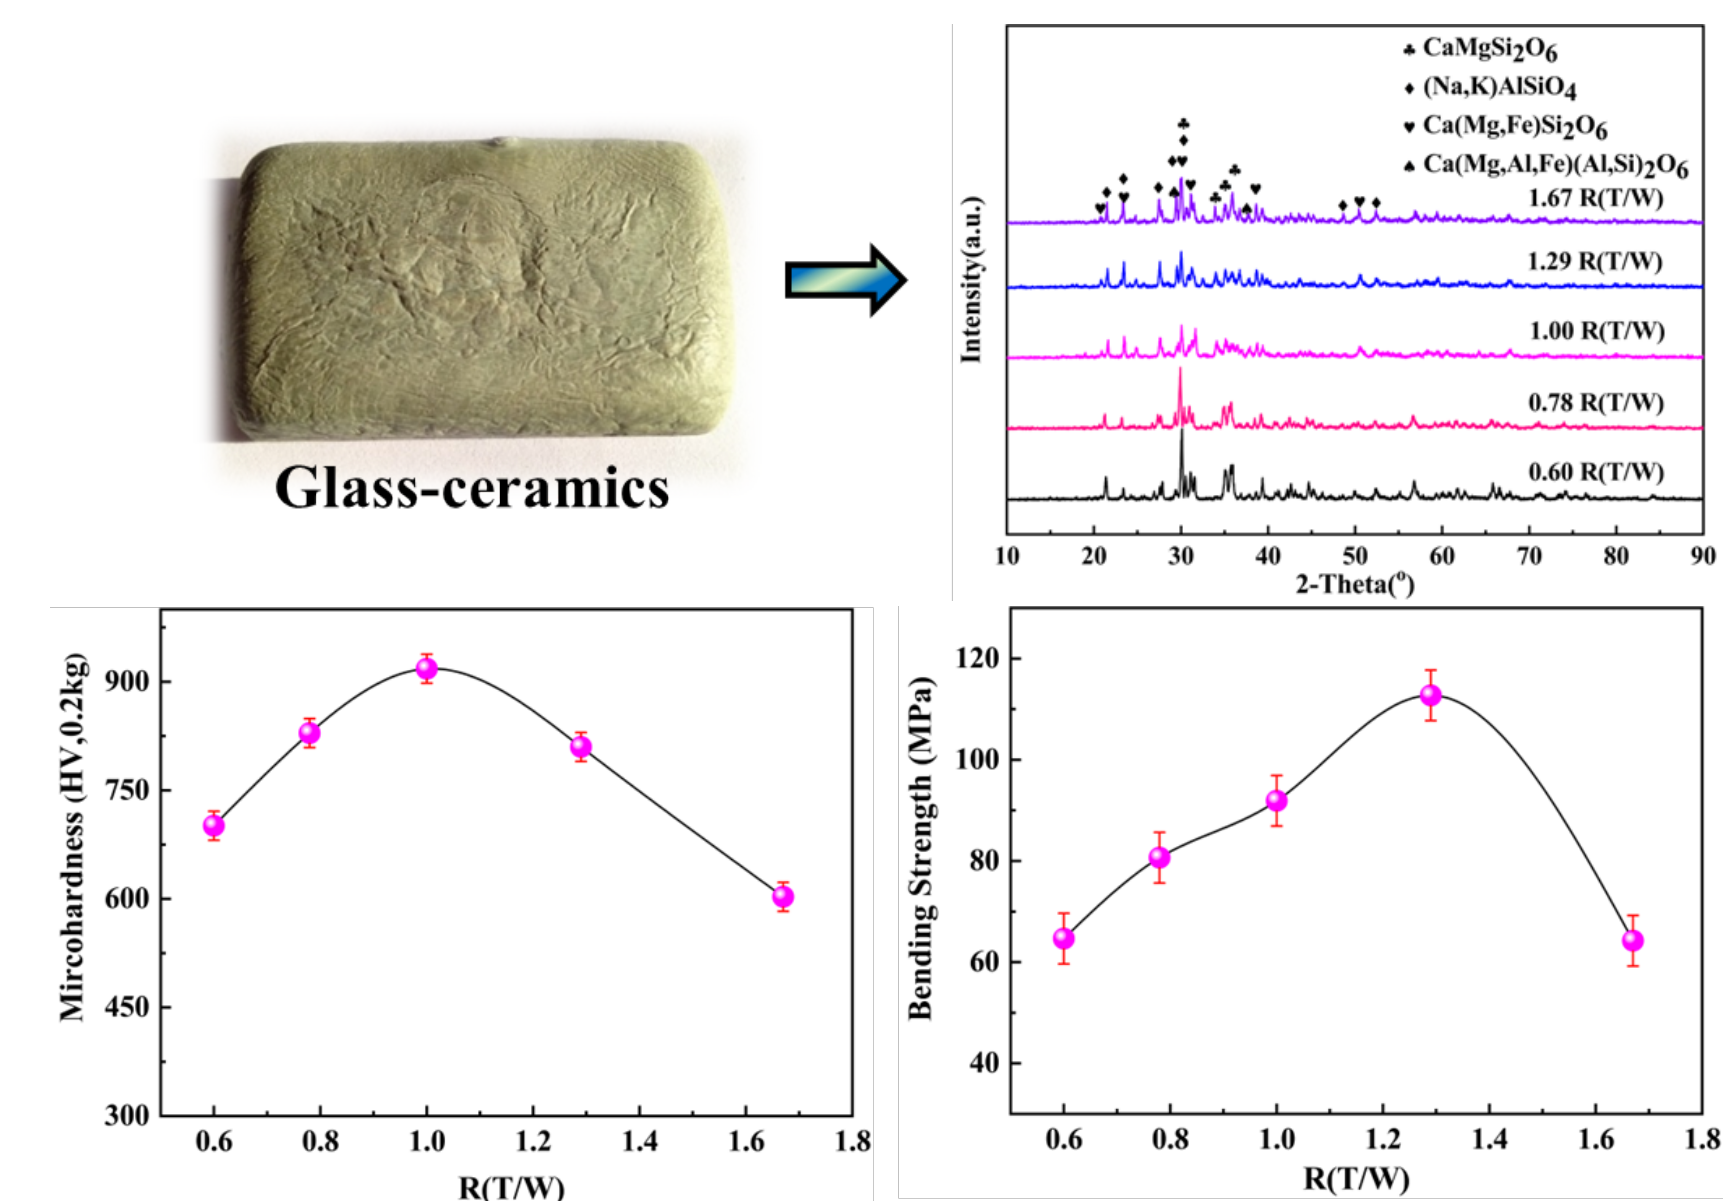 Glass-ceramics
♣ CaMgSi2O6
♦ (Na,K)AlSiO4
♥ Ca(Mg,Fe)Si2O6
♠ Ca(Mg,Al,Fe)(Al,Si)2O6
1.67 R(T/W)
1.29 R(T/W)
1.00 R(T/W)
0.78 R(T/W)
0.60 R(T/W)
Intensity(a.u.)
10 20 30 40 50 60 70 80 90
2-Theta(o)
Mircohardness (HV,0.2kg)
900
750
600
450
300
0.6 0.8 1.0 1.2 1.4 1.6 1.8
R(T/W)
Bending Strength (MPa)
120
100
80
60
40
0.6 0.8 1.0 1.2 1.4 1.6 1.8
R(T/W)